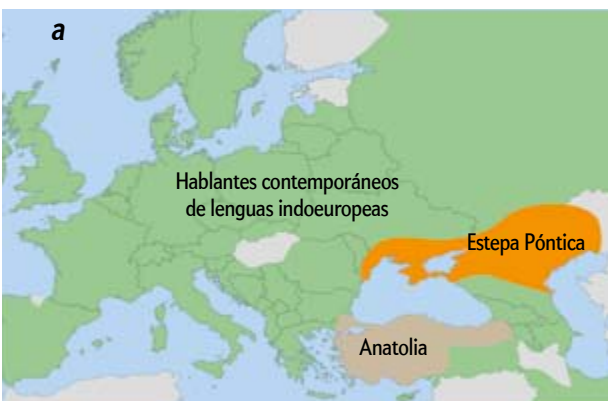 a
Hablantes contemporáneos
de lenguas indoeuropeas
Estepa Póntica
Anatolia